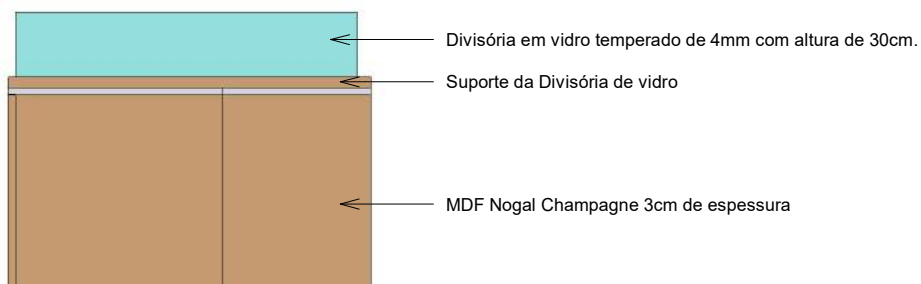 Divisória em vidro temperado de 4mm com altura de 30cm.
Suporte da Divisória de vidro
MDF Nogal Champagne 3cm de espessura